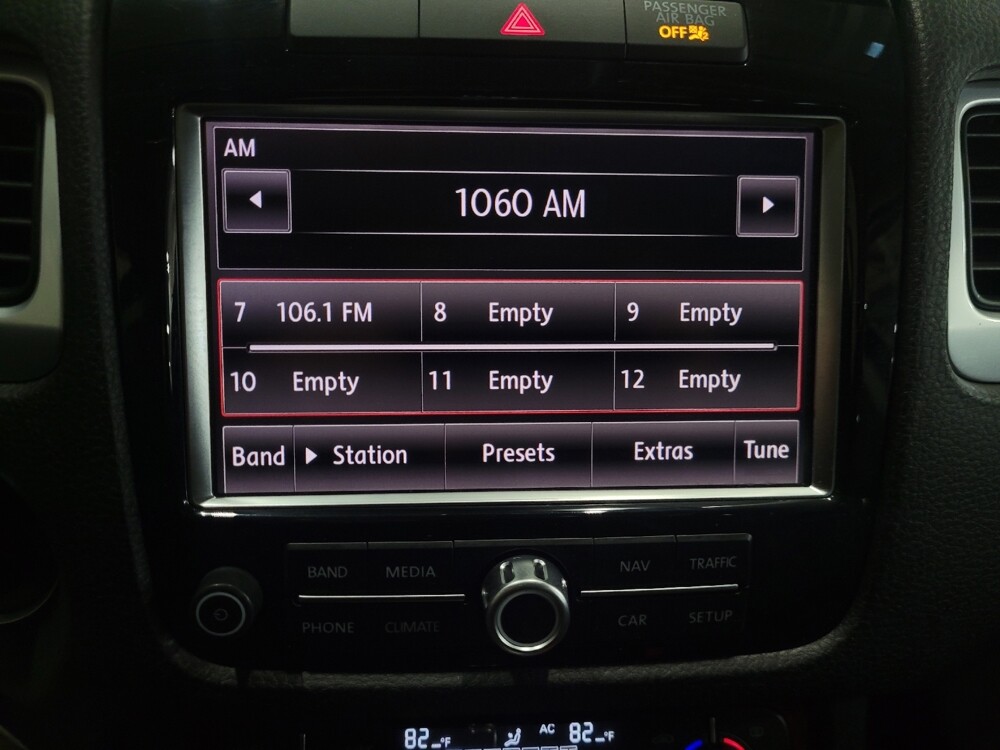 PASSENGER
AIR BAG
OFF
AM
1060 AM
7 106.1 FM 8 Empty 9 Empty
10 Empty 11 Empty 12 Empty
Band Station Presets Extras Tune
BAND MEDIA NAV TRAFFIC
PHONE CLIMATE CAR SETUP
82°F AC 82°F